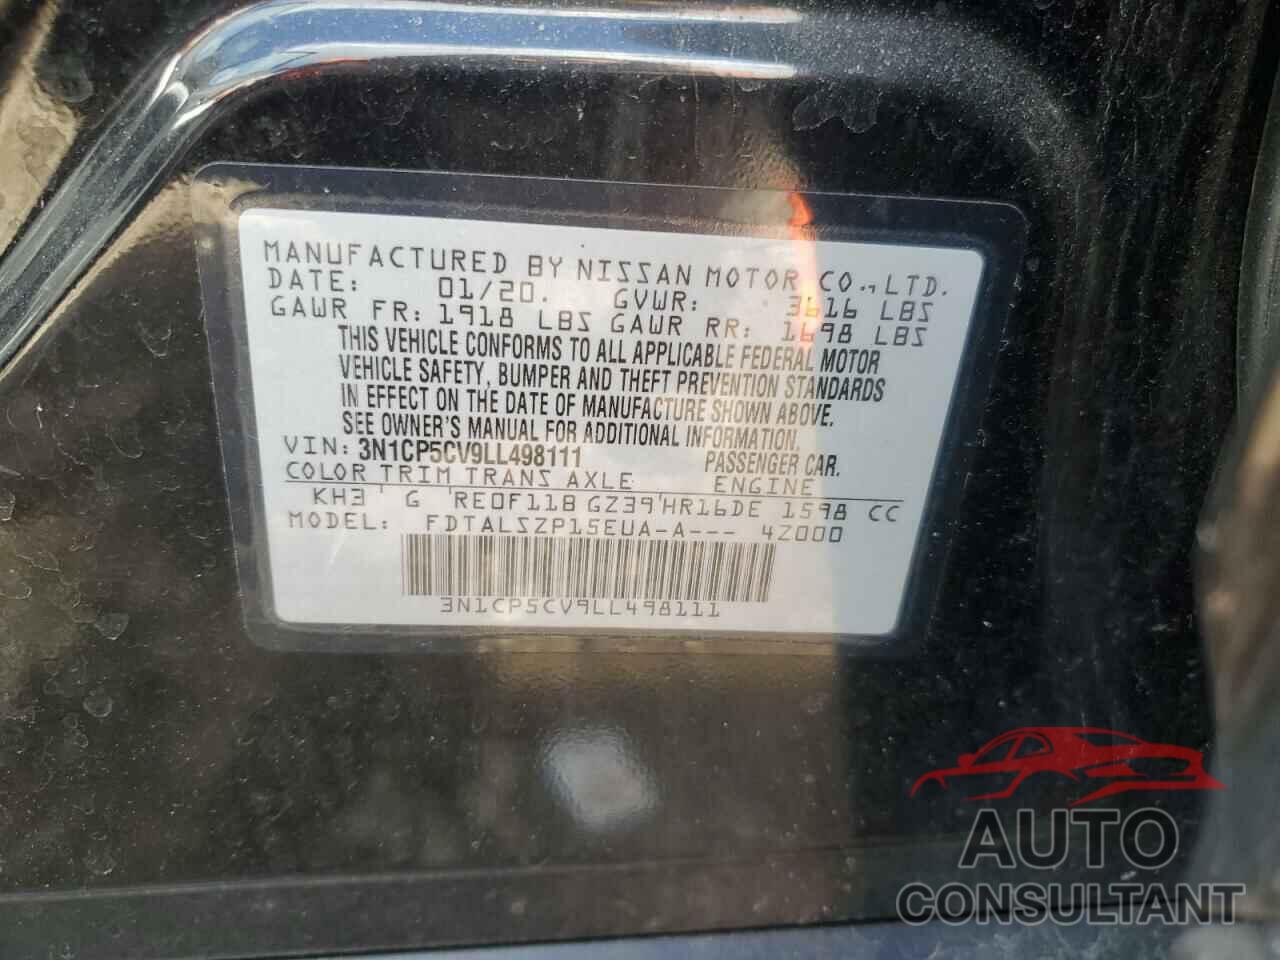 MANUFACTURED BY NISSAN MOTOR CO., LTD.
DATE: 01/20. GVWR: 3616 LBS
GAWR FR: 1918 LBS GAWR RR: 1698 LBS
THIS VEHICLE CONFORMS TO ALL APPLICABLE FEDERAL MOTOR
VEHICLE SAFETY, BUMPER AND THEFT PREVENTION STANDARDS
IN EFFECT ON THE DATE OF MANUFACTURE SHOWN ABOVE.
SEE OWNER'S MANUAL FOR ADDITIONAL INFORMATION.
VIN: 3N1CP5CV9LL498111 PASSENGER CAR.
COLOR TRIM TRANS AXLE ENGINE
KH3 ' G 'RE0F11B GZ39'HR16DE 1598 CC
MODEL: FDTALSZP15EUA-A--- 4Z000
3N1CP5CV9LL498111
AUTO
CONSULTANT